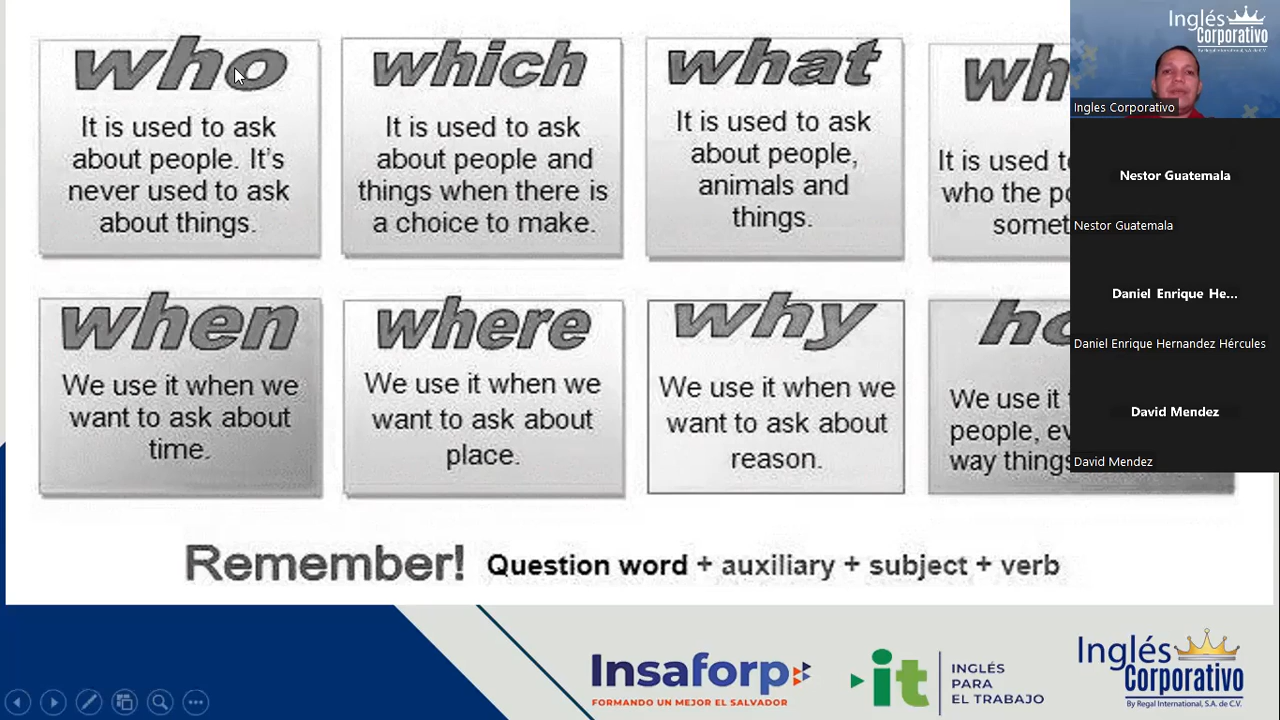 who
It is used to ask
about people. It's
never used to ask
about things.
which
It is used to ask
about people and
things when there is
a choice to make.
what
It is used to ask
about people,
animals and
things.
It is used
who the
when
We use it when we
want to ask about
time.
where
We use it when we
want to ask about
place.
why
We use it when we
want to ask about
reason.
We use it
people,
way things
Remember! Question word + auxiliary + subject + verb
Insaforp
FORMANDO UN MEJOR EL SALVADOR
it
INGLÉS
PARA
EL TRABAJO
Inglés
Corporativo
By Regal International, S.A. de C.V.
Inglés
Corporativo
By Regal International, S.A. de C.V.
Ingles Corporativo
Nestor Guatemala
Nestor Guatemala
Daniel Enrique He...
Daniel Enrique Hernandez Hércules
David Mendez
David Mendez